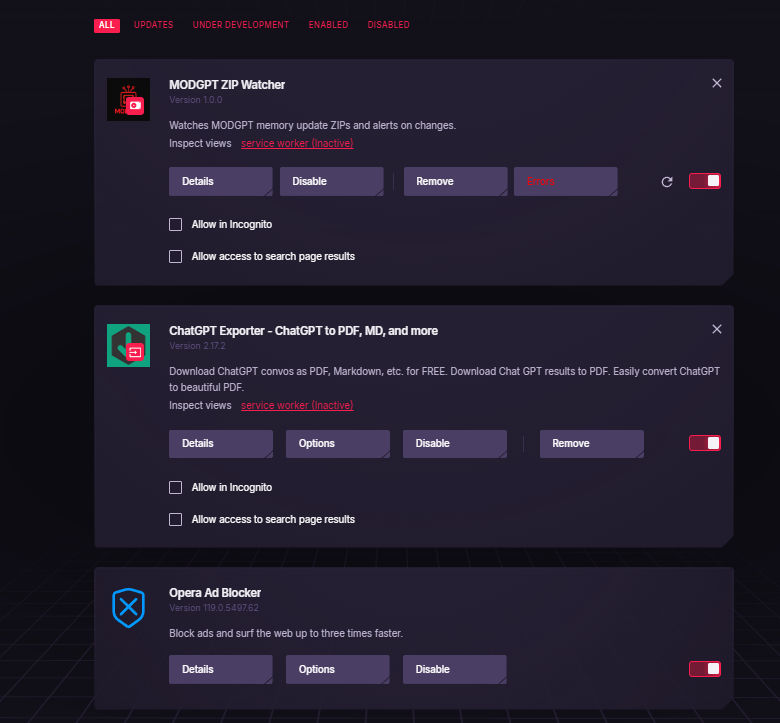 ALL UPDATES UNDER DEVELOPMENT ENABLED DISABLED
MODGPT ZIP Watcher
Version 1.0.0
Watches MODGPT memory update ZIPs and alerts on changes.
Inspect views service worker (Inactive)
Details Disable Remove Errors
Allow in Incognito
Allow access to search page results
ChatGPT Exporter - ChatGPT to PDF, MD, and more
Version 2.17.2
Download ChatGPT convos as PDF, Markdown, etc. for FREE. Download Chat GPT results to PDF. Easily convert ChatGPT
to beautiful PDF.
Inspect views service worker (Inactive)
Details Options Disable Remove
Allow in Incognito
Allow access to search page results
Opera Ad Blocker
Version 119.0.5497.62
Block ads and surf the web up to three times faster.
Details Options Disable